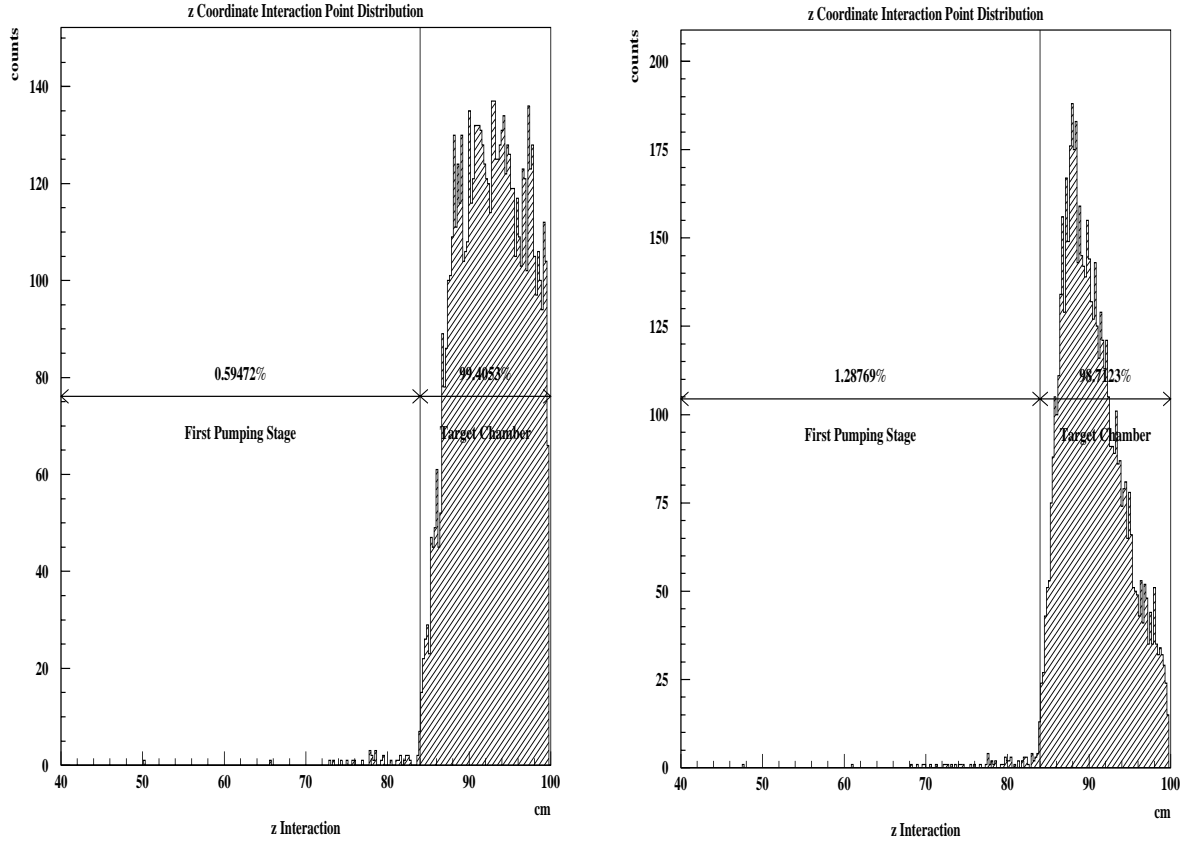 z Coordinate Interaction Point Distribution
counts
140
120
100
80
60
40
20
0
0.59472%
99.4053%
First Pumping Stage
Target Chamber
40 50 60 70 80 90 100
cm
z Interaction
z Coordinate Interaction Point Distribution
counts
200
175
150
125
100
75
50
25
0
1.28769%
98.7123%
First Pumping Stage
Target Chamber
40 50 60 70 80 90 100
cm
z Interaction